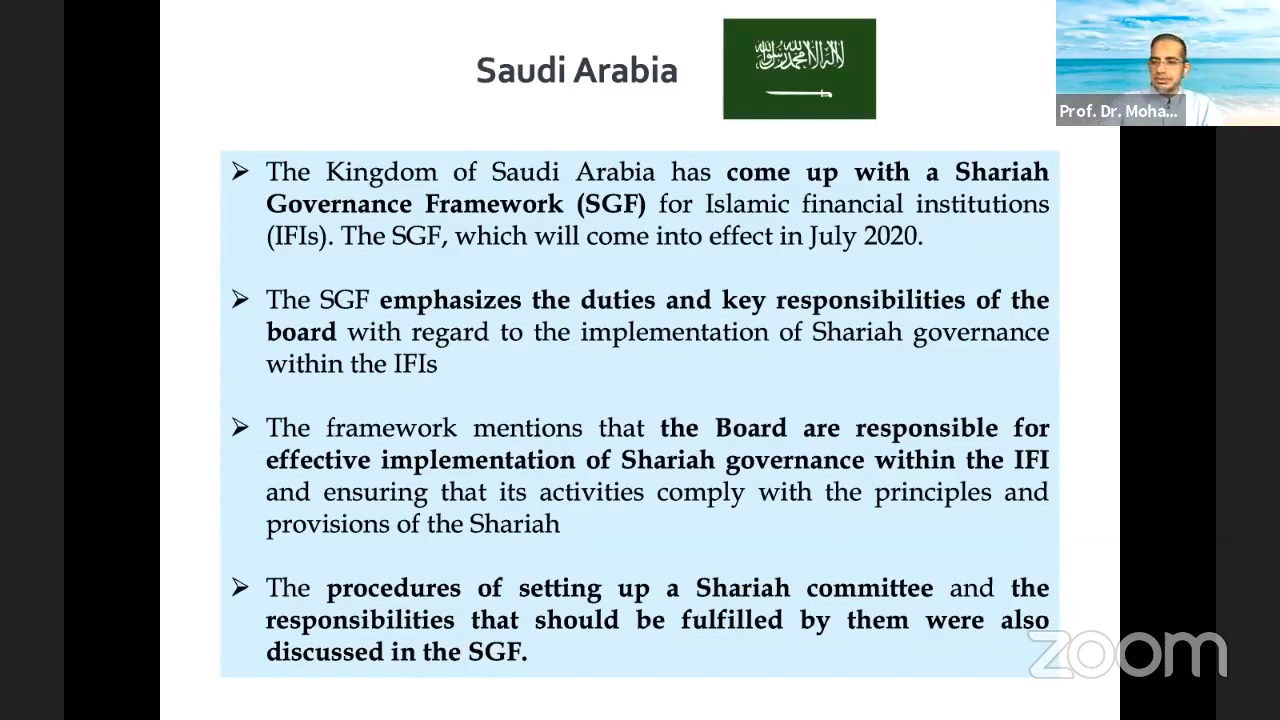 Saudi Arabia
لا إله إلا الله محمد رسول الله
Prof. Dr. Moha...
➤ The Kingdom of Saudi Arabia has come up with a Shariah
Governance Framework (SGF) for Islamic financial institutions
(IFIs). The SGF, which will come into effect in July 2020.
➤ The SGF emphasizes the duties and key responsibilities of the
board with regard to the implementation of Shariah governance
within the IFIs
➤ The framework mentions that the Board are responsible for
effective implementation of Shariah governance within the IFI
and ensuring that its activities comply with the principles and
provisions of the Shariah
➤ The procedures of setting up a Shariah committee and the
responsibilities that should be fulfilled by them were also
discussed in the SGF.
zoom